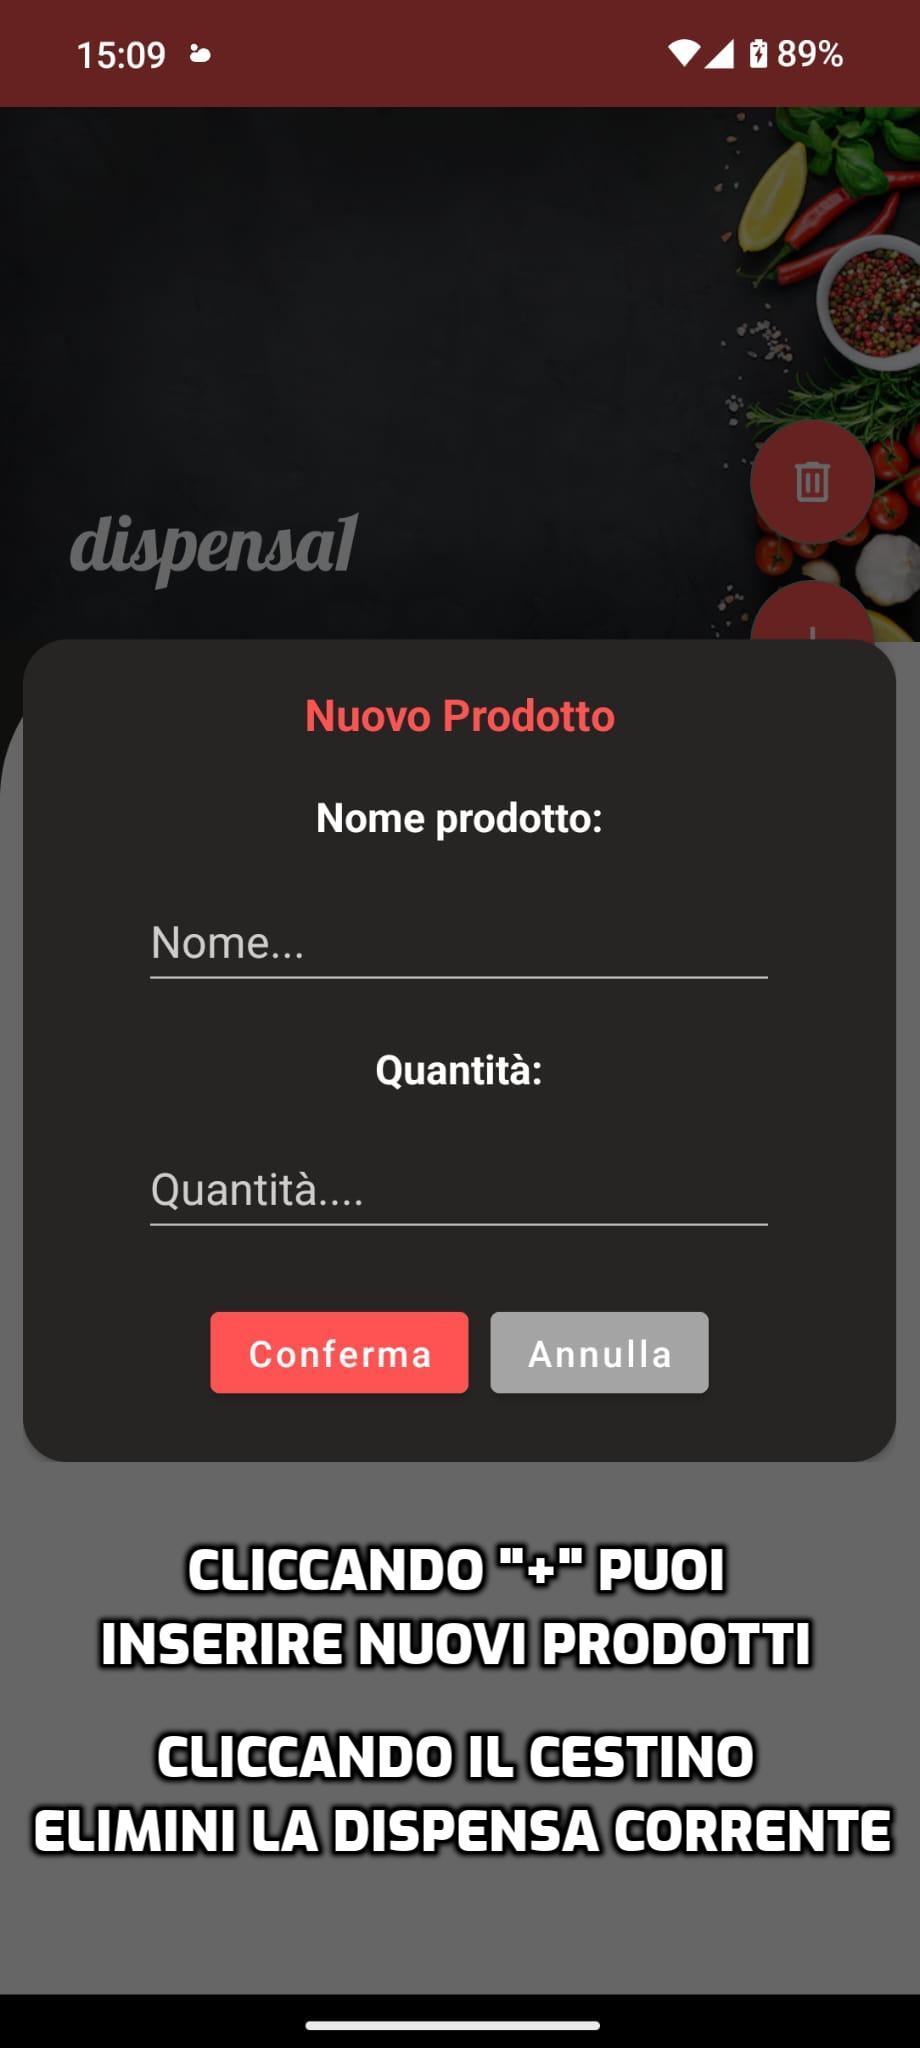 15:09
89%
dispensa1
Nuovo Prodotto
Nome prodotto:
Nome...
Quantità:
Quantità....
Conferma
Annulla
CLICCANDO "+" PUOI
INSERIRE NUOVI PRODOTTI
CLICCANDO IL CESTINO
ELIMINI LA DISPENSA CORRENTE